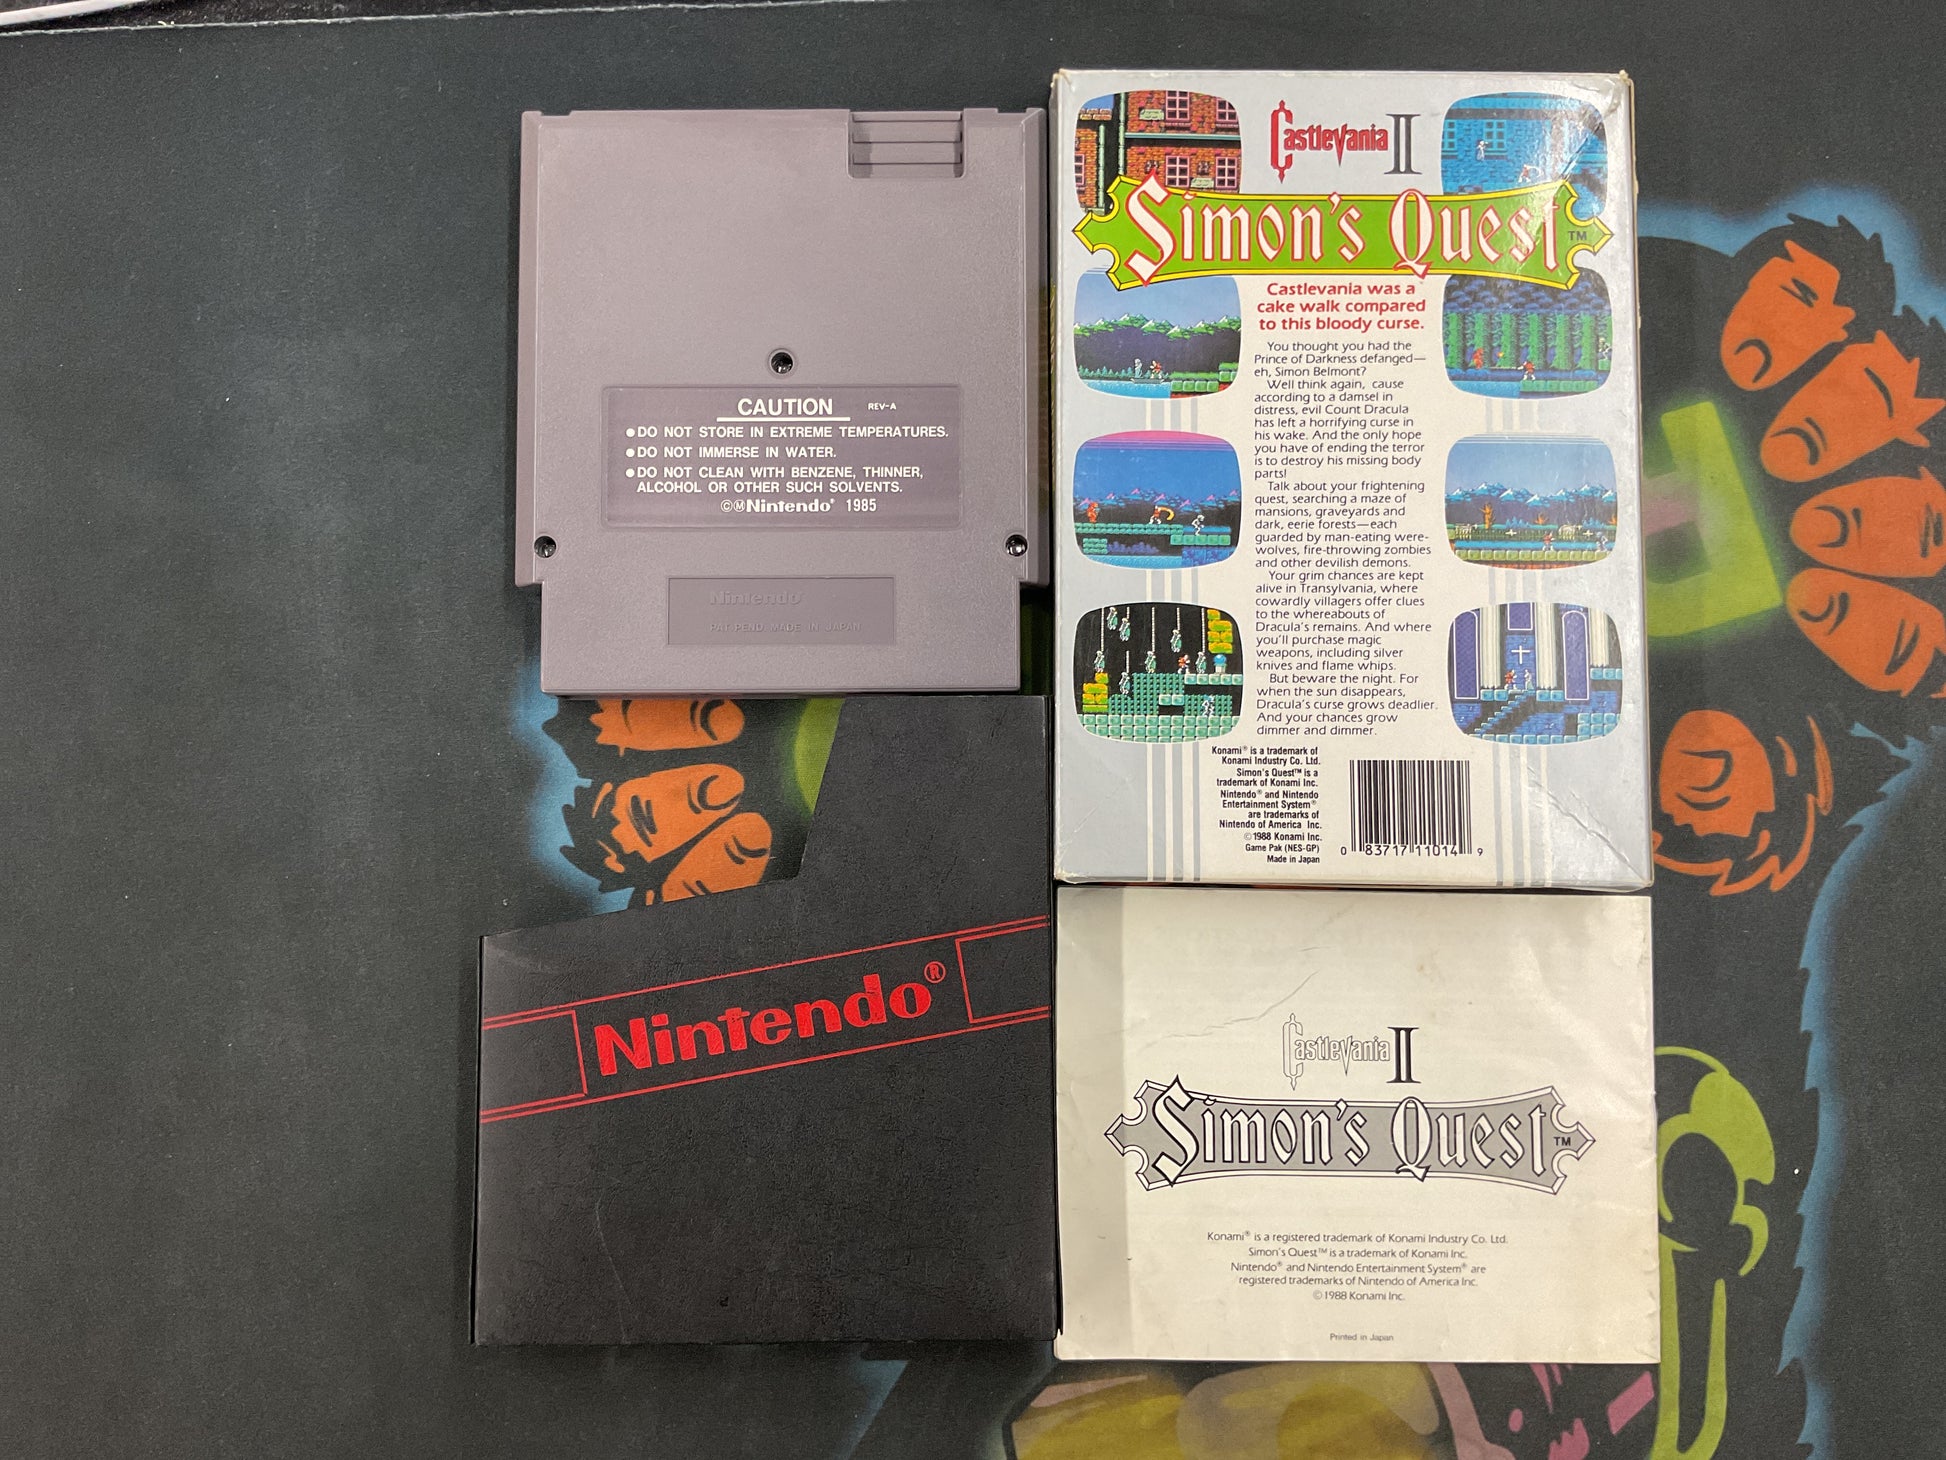 CAUTION REV-A
●DO NOT STORE IN EXTREME TEMPERATURES.
●DO NOT IMMERSE IN WATER.
●DO NOT CLEAN WITH BENZENE, THINNER,
ALCOHOL OR OTHER SUCH SOLVENTS.
©ⓂNintendo® 1985
Nintendo®
PAT. PEND. MADE IN JAPAN
Nintendo®
Castlevania II
Simon's Quest™
Castlevania was a
cake walk compared
to this bloody curse.
You thought you had the
Prince of Darkness defanged—
eh, Simon Belmont?
Well think again, cause
according to a damsel in
distress, evil Count Dracula
has left a horrifying curse in
his wake. And the only hope
you have of ending the terror
is to destroy his missing body
parts!
Talk about your frightening
quest, searching a maze of
mansions, graveyards and
dark, eerie forests—each
guarded by man-eating were-
wolves, fire-throwing zombies
and other devilish demons.
Your grim chances are kept
alive in Transylvania, where
cowardly villagers offer clues
to the whereabouts of
Dracula's remains. And where
you'll purchase magic
weapons, including silver
knives and flame whips.
But beware the night. For
when the sun disappears,
Dracula's curse grows deadlier.
And your chances grow
dimmer and dimmer.
Konami® is a trademark of
Konami Industry Co. Ltd.
Simon's Quest™ is a
trademark of Konami Inc.
Nintendo® and Nintendo
Entertainment System®
are trademarks of
Nintendo of America Inc.
©1988 Konami Inc.
Game Pak (NES-GP)
Made in Japan
0 83717 11014 9
Castlevania II
Simon's Quest™
Konami® is a registered trademark of Konami Industry Co. Ltd.
Simon's Quest™ is a trademark of Konami Inc.
Nintendo® and Nintendo Entertainment System® are
registered trademarks of Nintendo of America Inc.
©1988 Konami Inc.
Printed in Japan